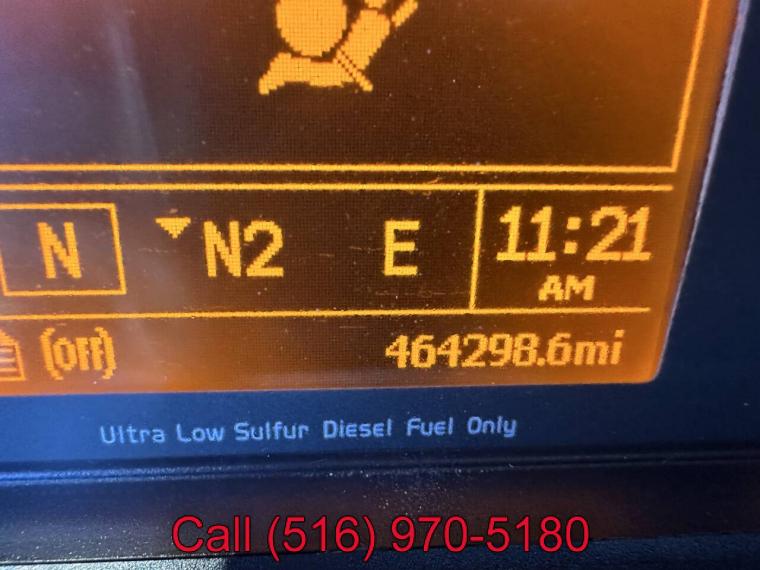 N N2 E 11:21
AM
(Off) 464298.6mi
Ultra Low Sulfur Diesel Fuel Only
Call (516) 970-5180